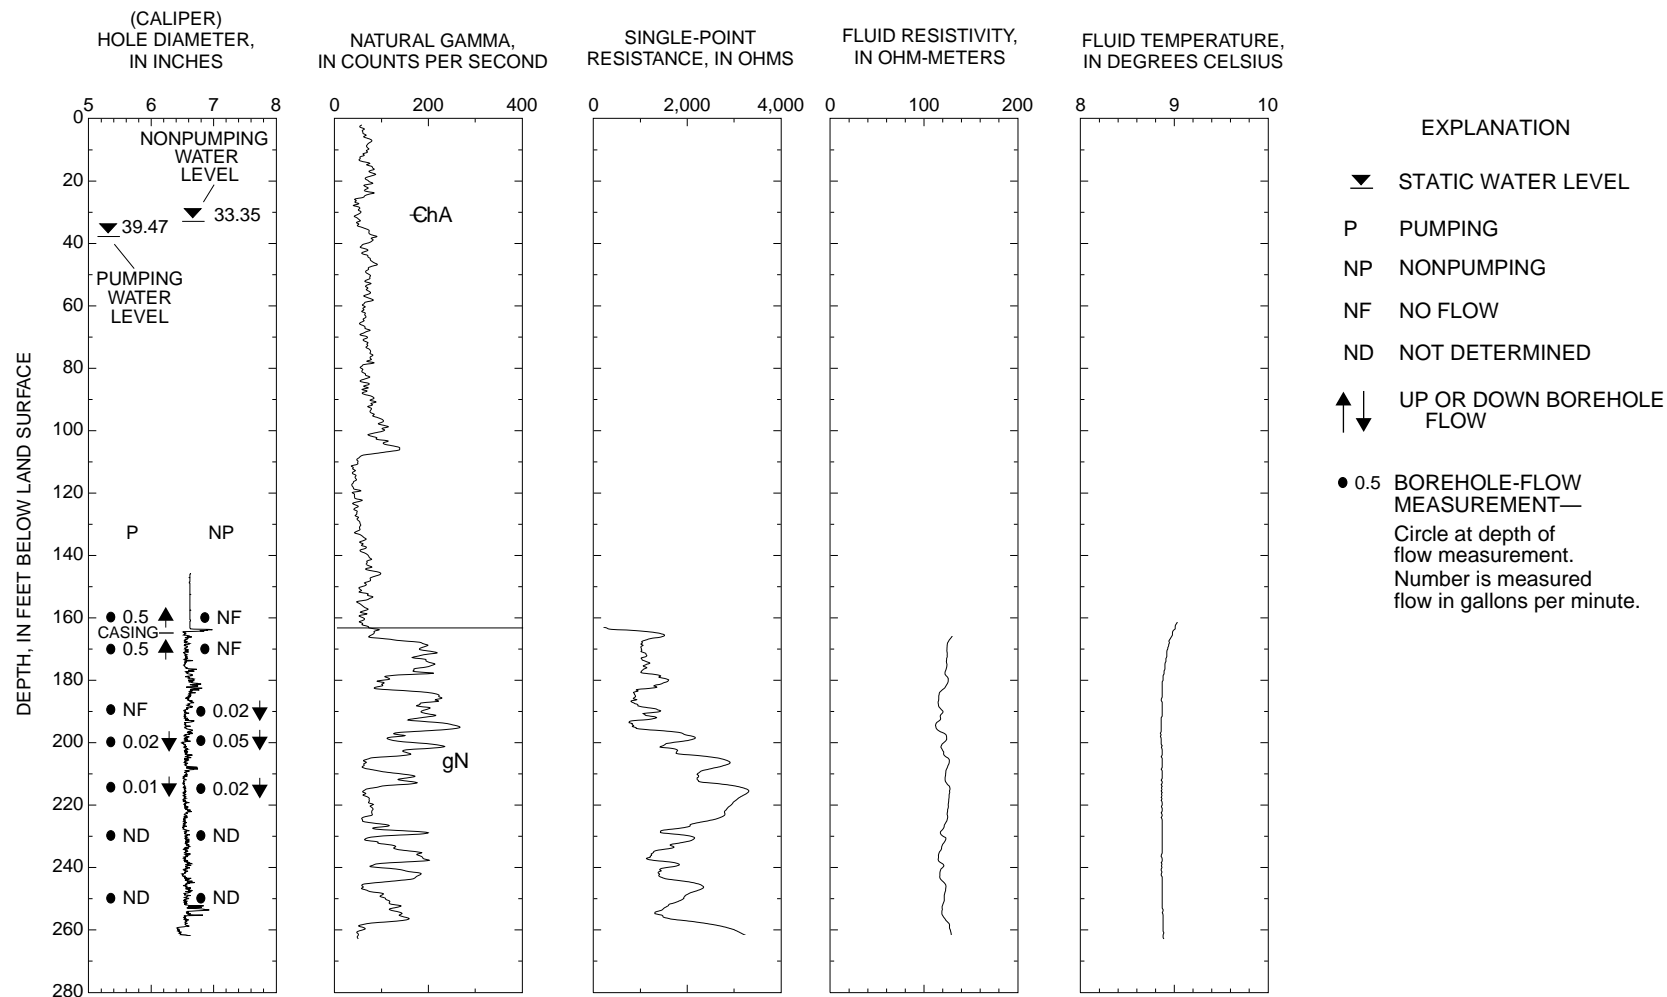 (CALIPER)
HOLE DIAMETER,
IN INCHES
NATURAL GAMMA,
IN COUNTS PER SECOND
SINGLE-POINT
RESISTANCE, IN OHMS
FLUID RESISTIVITY,
IN OHM-METERS
FLUID TEMPERATURE,
IN DEGREES CELSIUS
5 6 7 8
0 200 400
0 2,000 4,000
0 100 200
8 9 10
DEPTH, IN FEET BELOW LAND SURFACE
0
20
40
60
80
100
120
140
160
180
200
220
240
260
280
NONPUMPING
WATER
LEVEL
39.47
33.35
PUMPING
WATER
LEVEL
P NP
0.5 NF
CASING
0.5 NF
NF 0.02
0.02 0.05
0.01 0.02
ND ND
ND ND
ЄhA
gN
EXPLANATION
STATIC WATER LEVEL
P PUMPING
NP NONPUMPING
NF NO FLOW
ND NOT DETERMINED
UP OR DOWN BOREHOLE
FLOW
0.5 BOREHOLE-FLOW
MEASUREMENT—
Circle at depth of
flow measurement.
Number is measured
flow in gallons per minute.